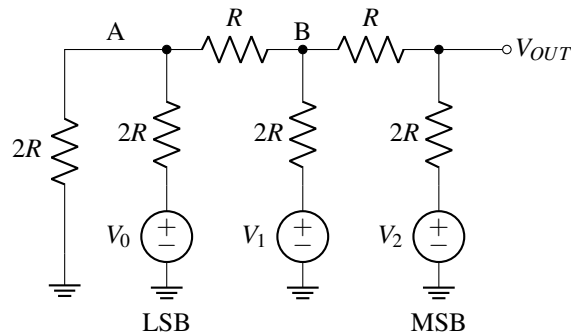 R R
A B
V_OUT
2R 2R 2R 2R
+ + +
V_0 − V_1 − V_2 −
LSB MSB